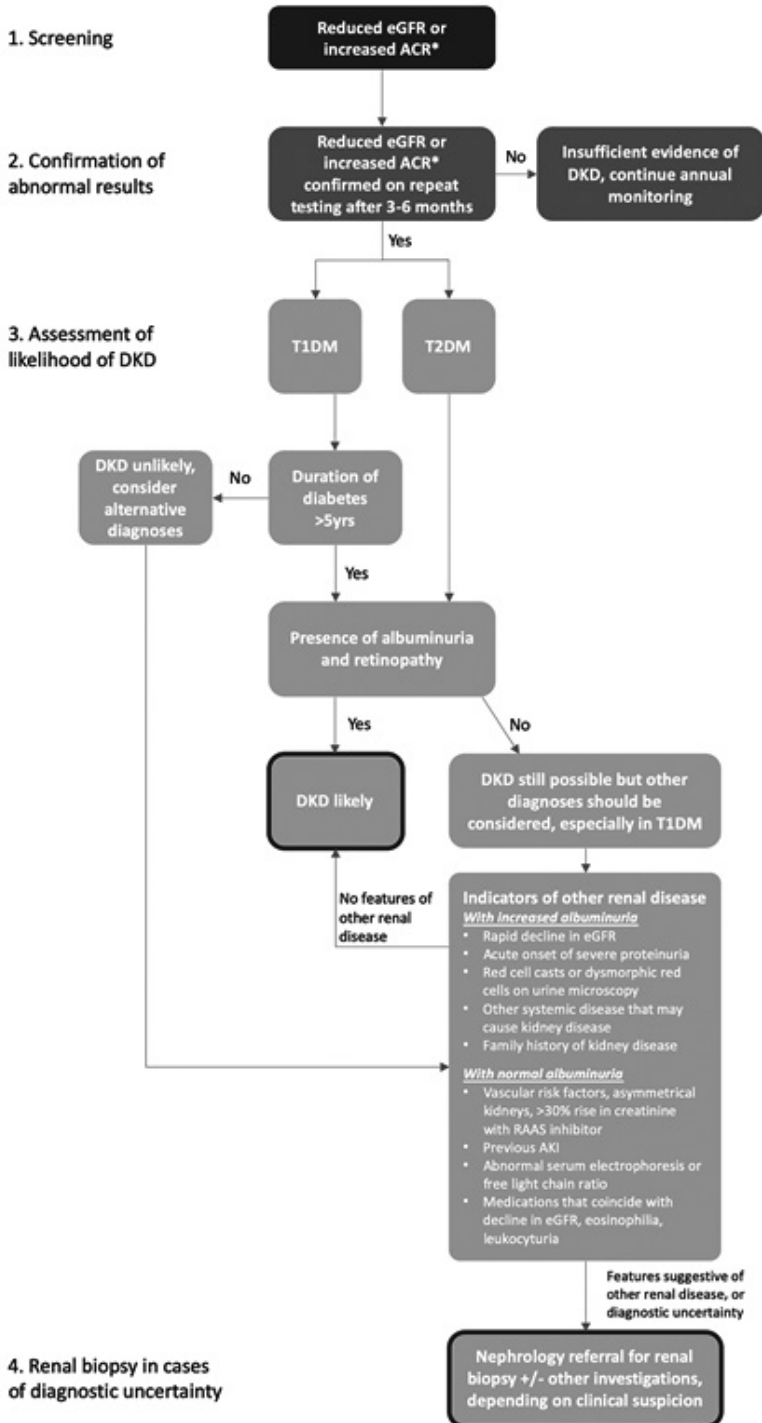 1. Screening
Reduced eGFR or
increased ACR*
2. Confirmation of
abnormal results
Reduced eGFR or
increased ACR*
confirmed on repeat
testing after 3-6 months
No
Insufficient evidence of
DKD, continue annual
monitoring
Yes
3. Assessment of
likelihood of DKD
T1DM
T2DM
DKD unlikely,
consider
alternative
diagnoses
No
Duration of
diabetes
>5yrs
Yes
Presence of albuminuria
and retinopathy
Yes
No
DKD likely
DKD still possible but other
diagnoses should be
considered, especially in T1DM
No features of
other renal
disease
Indicators of other renal disease
With increased albuminuria
• Rapid decline in eGFR
• Acute onset of severe proteinuria
• Red cell casts or dysmorphic red
cells on urine microscopy
• Other systemic disease that may
cause kidney disease
• Family history of kidney disease
With normal albuminuria
• Vascular risk factors, asymmetrical
kidneys, >30% rise in creatinine
with RAAS inhibitor
• Previous AKI
• Abnormal serum electrophoresis or
free light chain ratio
• Medications that coincide with
decline in eGFR, eosinophilia,
leukocyturia
Features suggestive of
other renal disease, or
diagnostic uncertainty
4. Renal biopsy in cases
of diagnostic uncertainty
Nephrology referral for renal
biopsy +/- other investigations,
depending on clinical suspicion